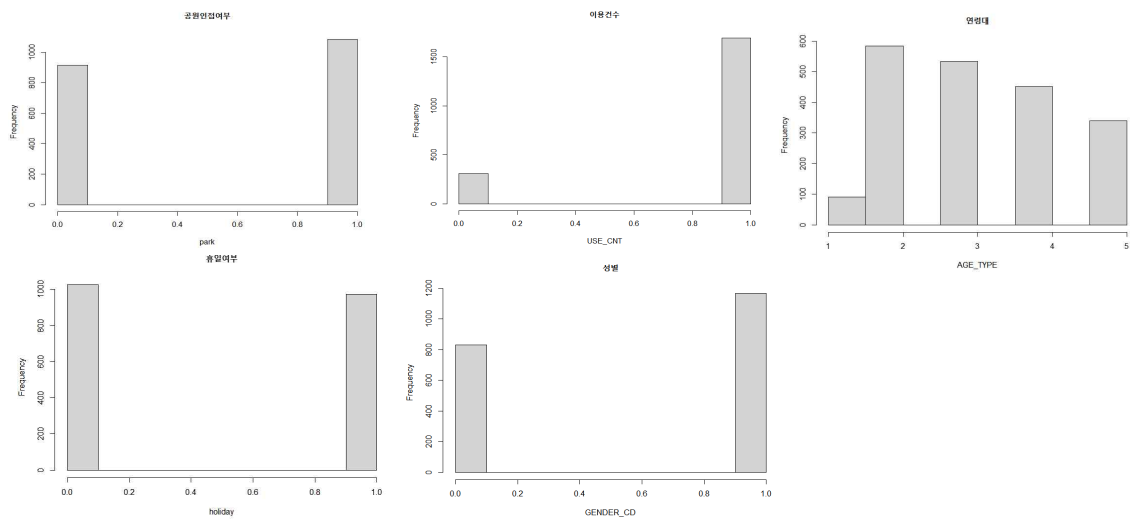 공원인접여부
Frequency
0
200
400
600
800
1000
0.0 0.2 0.4 0.6 0.8 1.0
park
이용건수
Frequency
0
500
1000
1500
0.0 0.2 0.4 0.6 0.8 1.0
USE_CNT
연령대
Frequency
0
100
200
300
400
500
600
1 2 3 4 5
AGE_TYPE
휴일여부
Frequency
0
200
400
600
800
1000
0.0 0.2 0.4 0.6 0.8 1.0
holiday
성별
Frequency
0
200
400
600
800
1000
1200
0.0 0.2 0.4 0.6 0.8 1.0
GENDER_CD